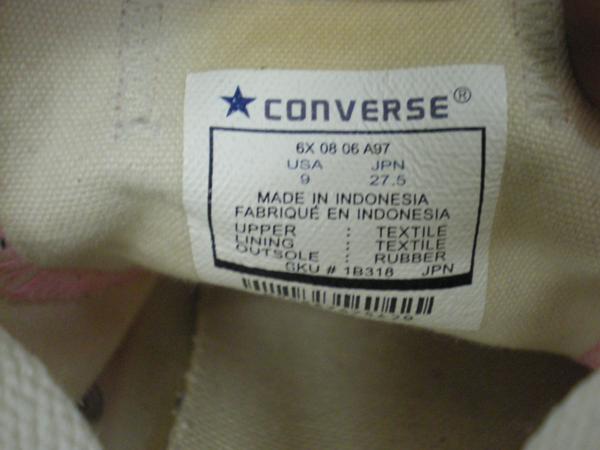 CONVERSE®
6X 08 06 A97
USA JPN
9 27.5
MADE IN INDONESIA
FABRIQUÉ EN INDONESIA
UPPER : TEXTILE
LINING : TEXTILE
OUTSOLE : RUBBER
SKU # 1B318 JPN